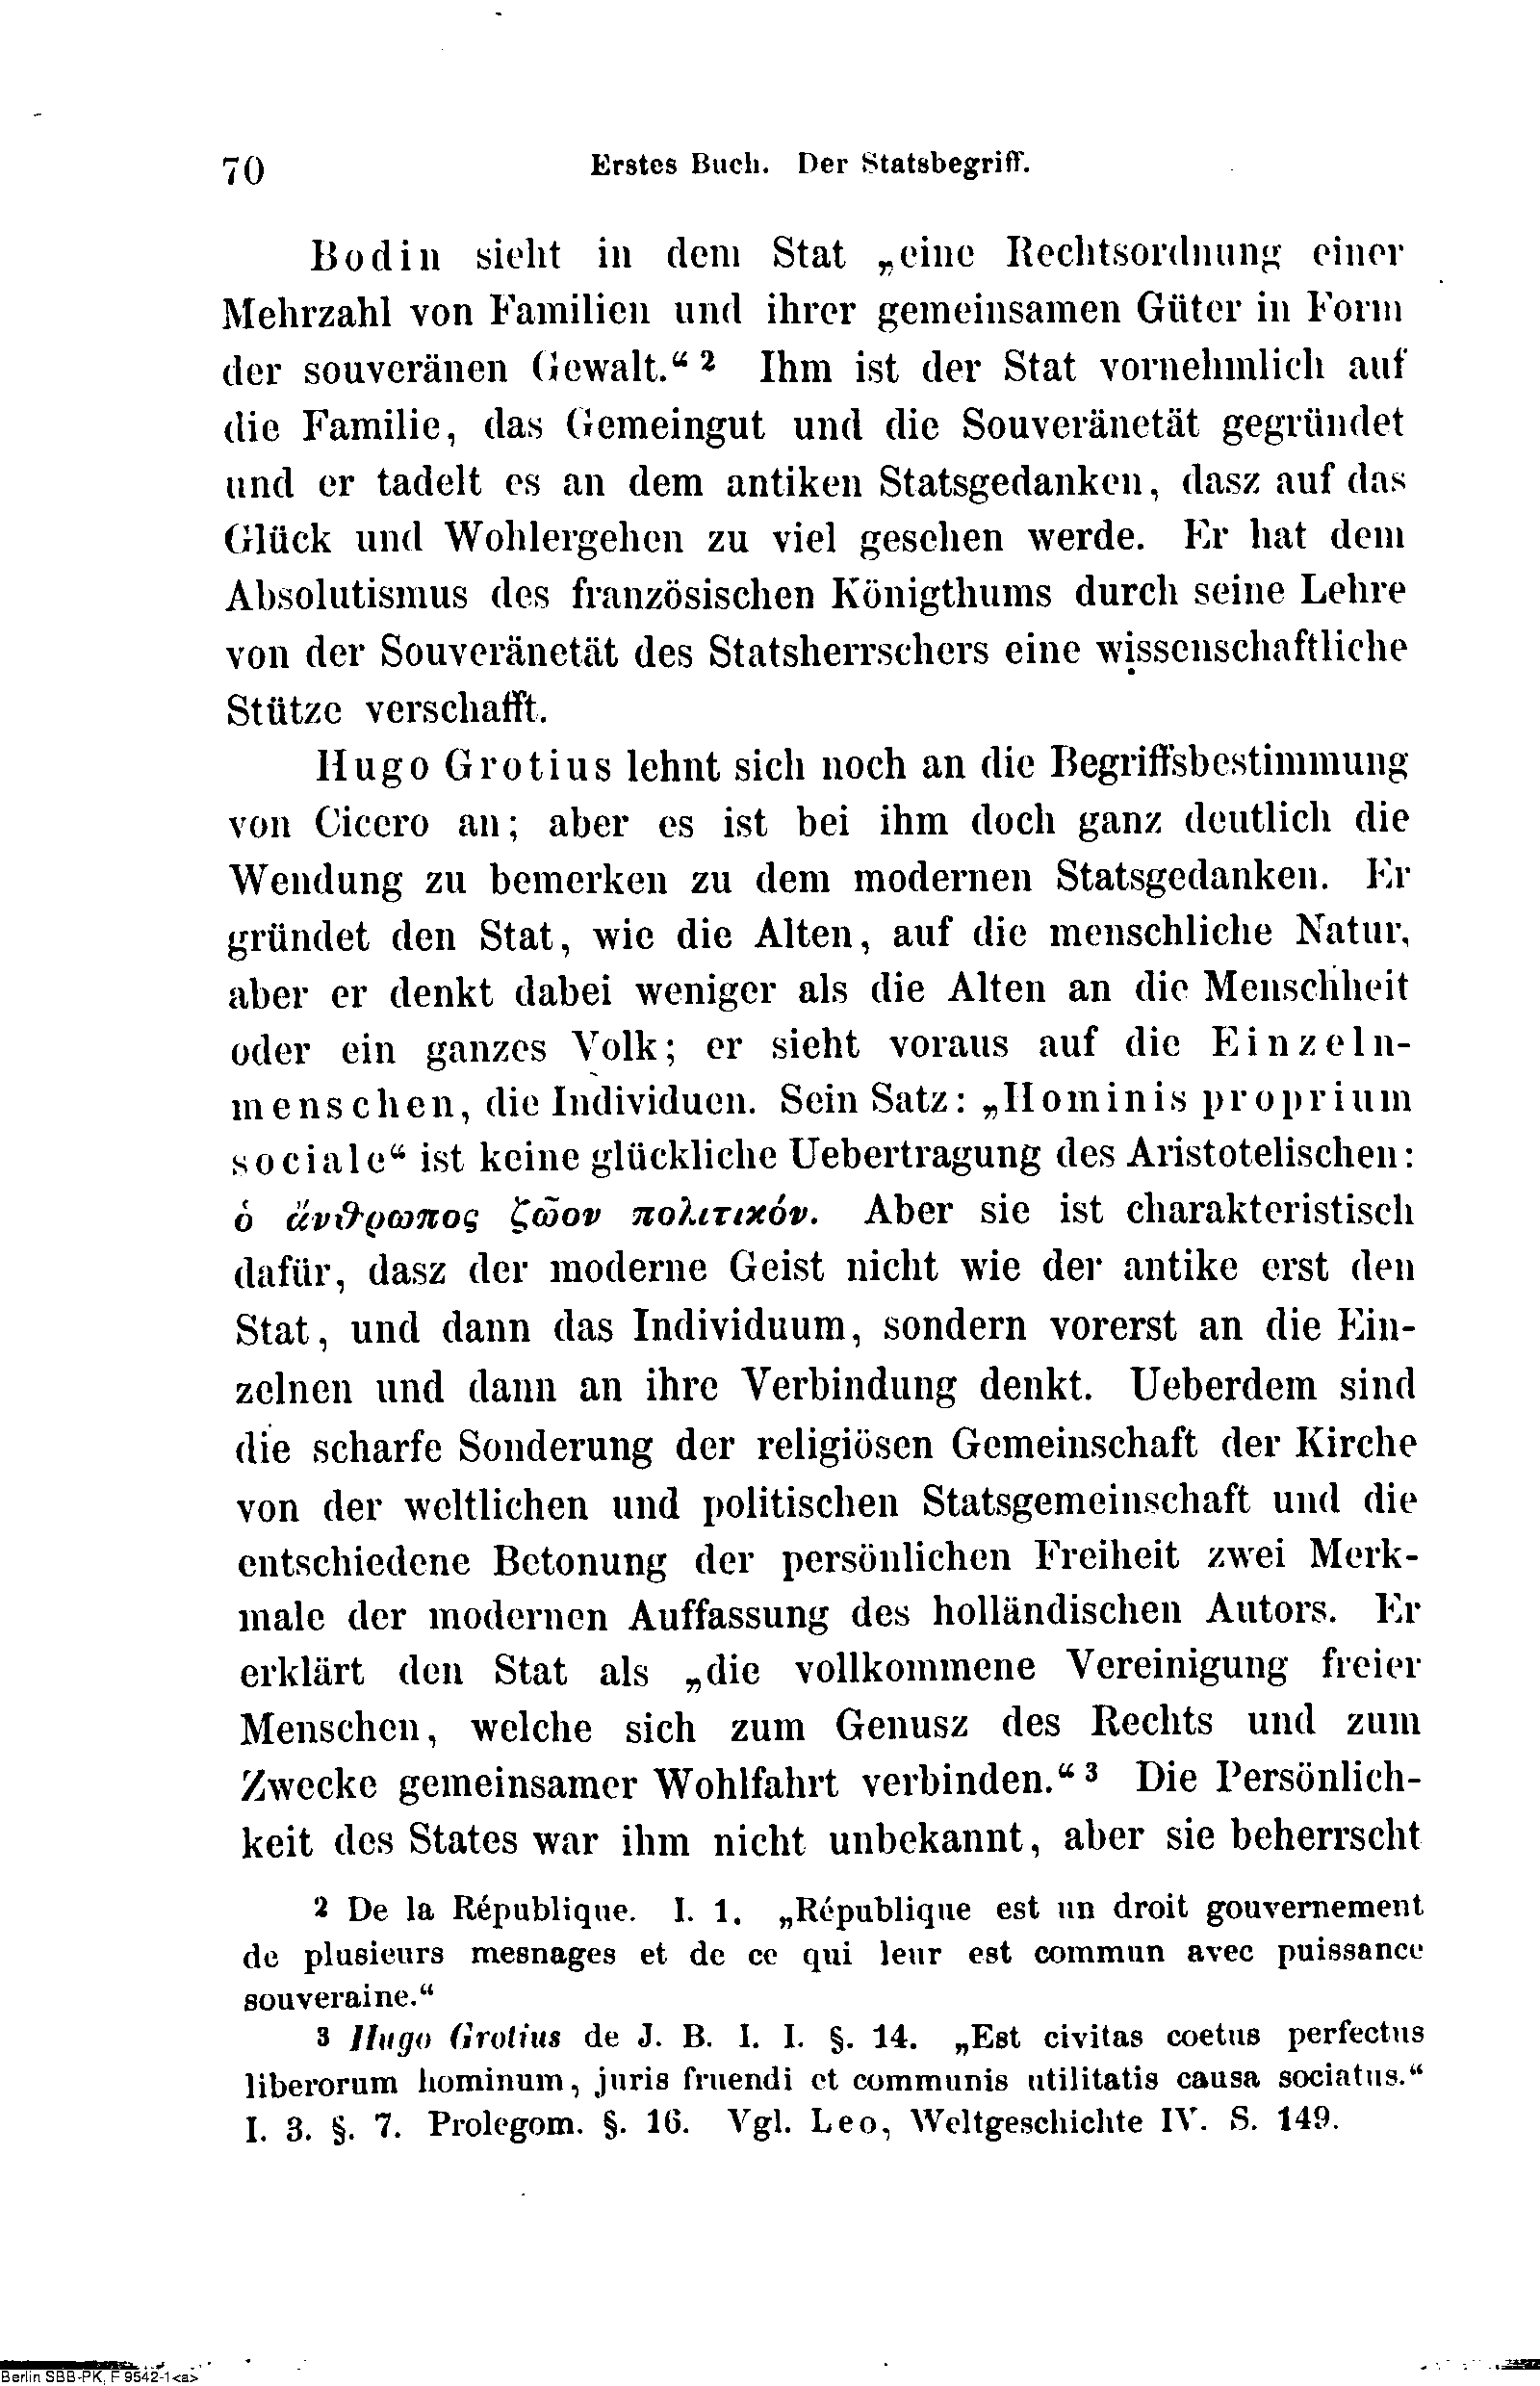 70 Erstes Buch. Der Statsbegriff.
Bodin sieht in dem Stat „eine Rechtsordnung einer
Mehrzahl von Familien und ihrer gemeinsamen Güter in Form
der souveränen Gewalt.“ 2 Ihm ist der Stat vornehmlich auf
die Familie, das Gemeingut und die Souveränetät gegründet
und er tadelt es an dem antiken Statsgedanken, dasz auf das
Glück und Wohlergehen zu viel gesehen werde. Er hat dem
Absolutismus des französischen Königthums durch seine Lehre
von der Souveränetät des Statsherrschers eine wissenschaftliche
Stütze verschafft.
Hugo Grotius lehnt sich noch an die Begriffsbestimmung
von Cicero an; aber es ist bei ihm doch ganz deutlich die
Wendung zu bemerken zu dem modernen Statsgedanken. Er
gründet den Stat, wie die Alten, auf die menschliche Natur,
aber er denkt dabei weniger als die Alten an die Menschheit
oder ein ganzes Volk; er sieht voraus auf die Einzeln-
menschen, die Individuen. Sein Satz: „Hominis proprium
sociale“ ist keine glückliche Uebertragung des Aristotelischen:
ὁ ἄνθρωπος ζῶον πολιτικόν. Aber sie ist charakteristisch
dafür, dasz der moderne Geist nicht wie der antike erst den
Stat, und dann das Individuum, sondern vorerst an die Ein-
zelnen und dann an ihre Verbindung denkt. Ueberdem sind
die scharfe Sonderung der religiösen Gemeinschaft der Kirche
von der weltlichen und politischen Statsgemeinschaft und die
entschiedene Betonung der persönlichen Freiheit zwei Merk-
male der modernen Auffassung des holländischen Autors. Er
erklärt den Stat als „die vollkommene Vereinigung freier
Menschen, welche sich zum Genusz des Rechts und zum
Zwecke gemeinsamer Wohlfahrt verbinden.“ 3 Die Persönlich-
keit des States war ihm nicht unbekannt, aber sie beherrscht
2 De la République. I. 1. „République est un droit gouvernement
de plusieurs mesnages et de ce qui leur est commun avec puissance
souveraine.“
3 Hugo Grotius de J. B. I. I. §. 14. „Est civitas coetus perfectus
liberorum hominum, juris fruendi et communis utilitatis causa sociatus.“
I. 3. §. 7. Prolegom. §. 16. Vgl. Leo, Weltgeschichte IV. S. 149.
Berlin SBB-PK, F 9542-1<a>